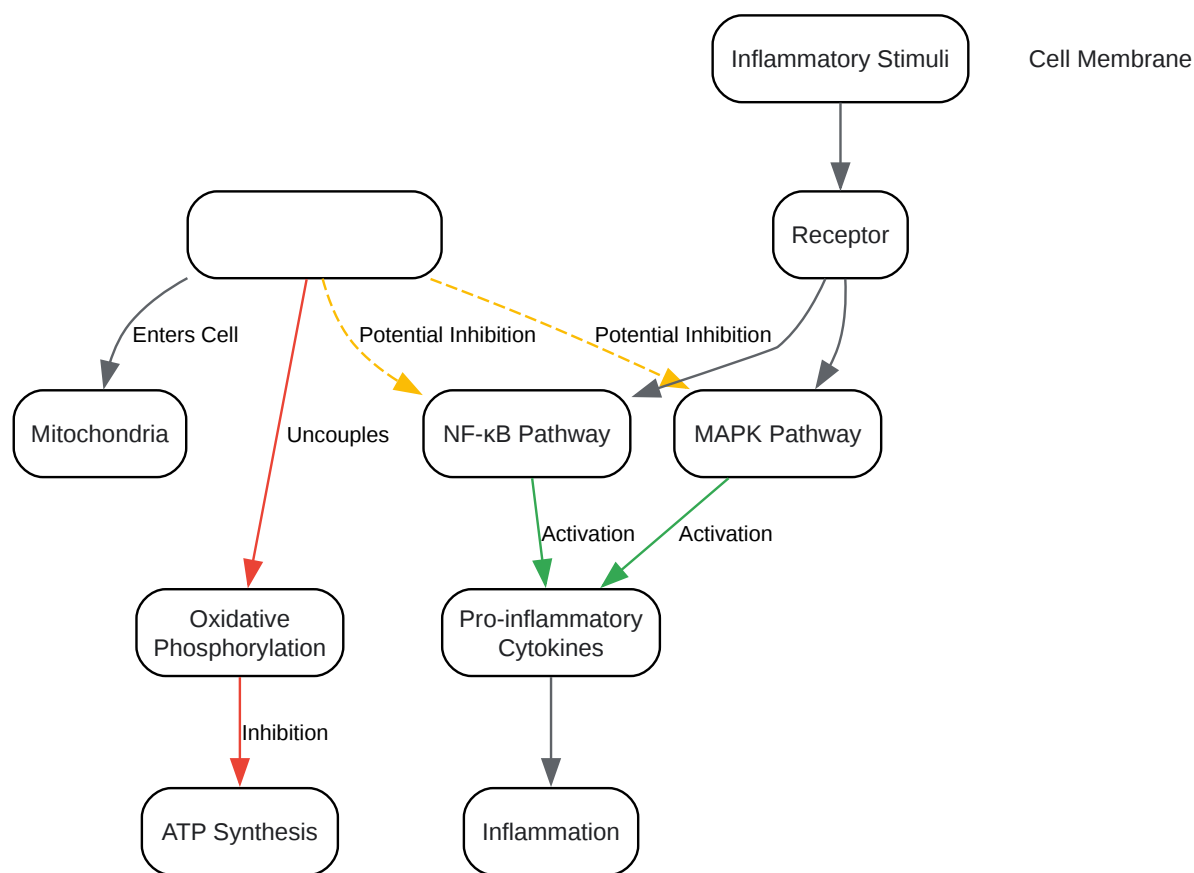 Inflammatory Stimuli
Cell Membrane
Receptor
Enters Cell
Potential Inhibition
Potential Inhibition
Mitochondria
Uncouples
NF-κB Pathway
MAPK Pathway
Activation
Activation
Oxidative
Phosphorylation
Pro-inflammatory
Cytokines
Inhibition
ATP Synthesis
Inflammation